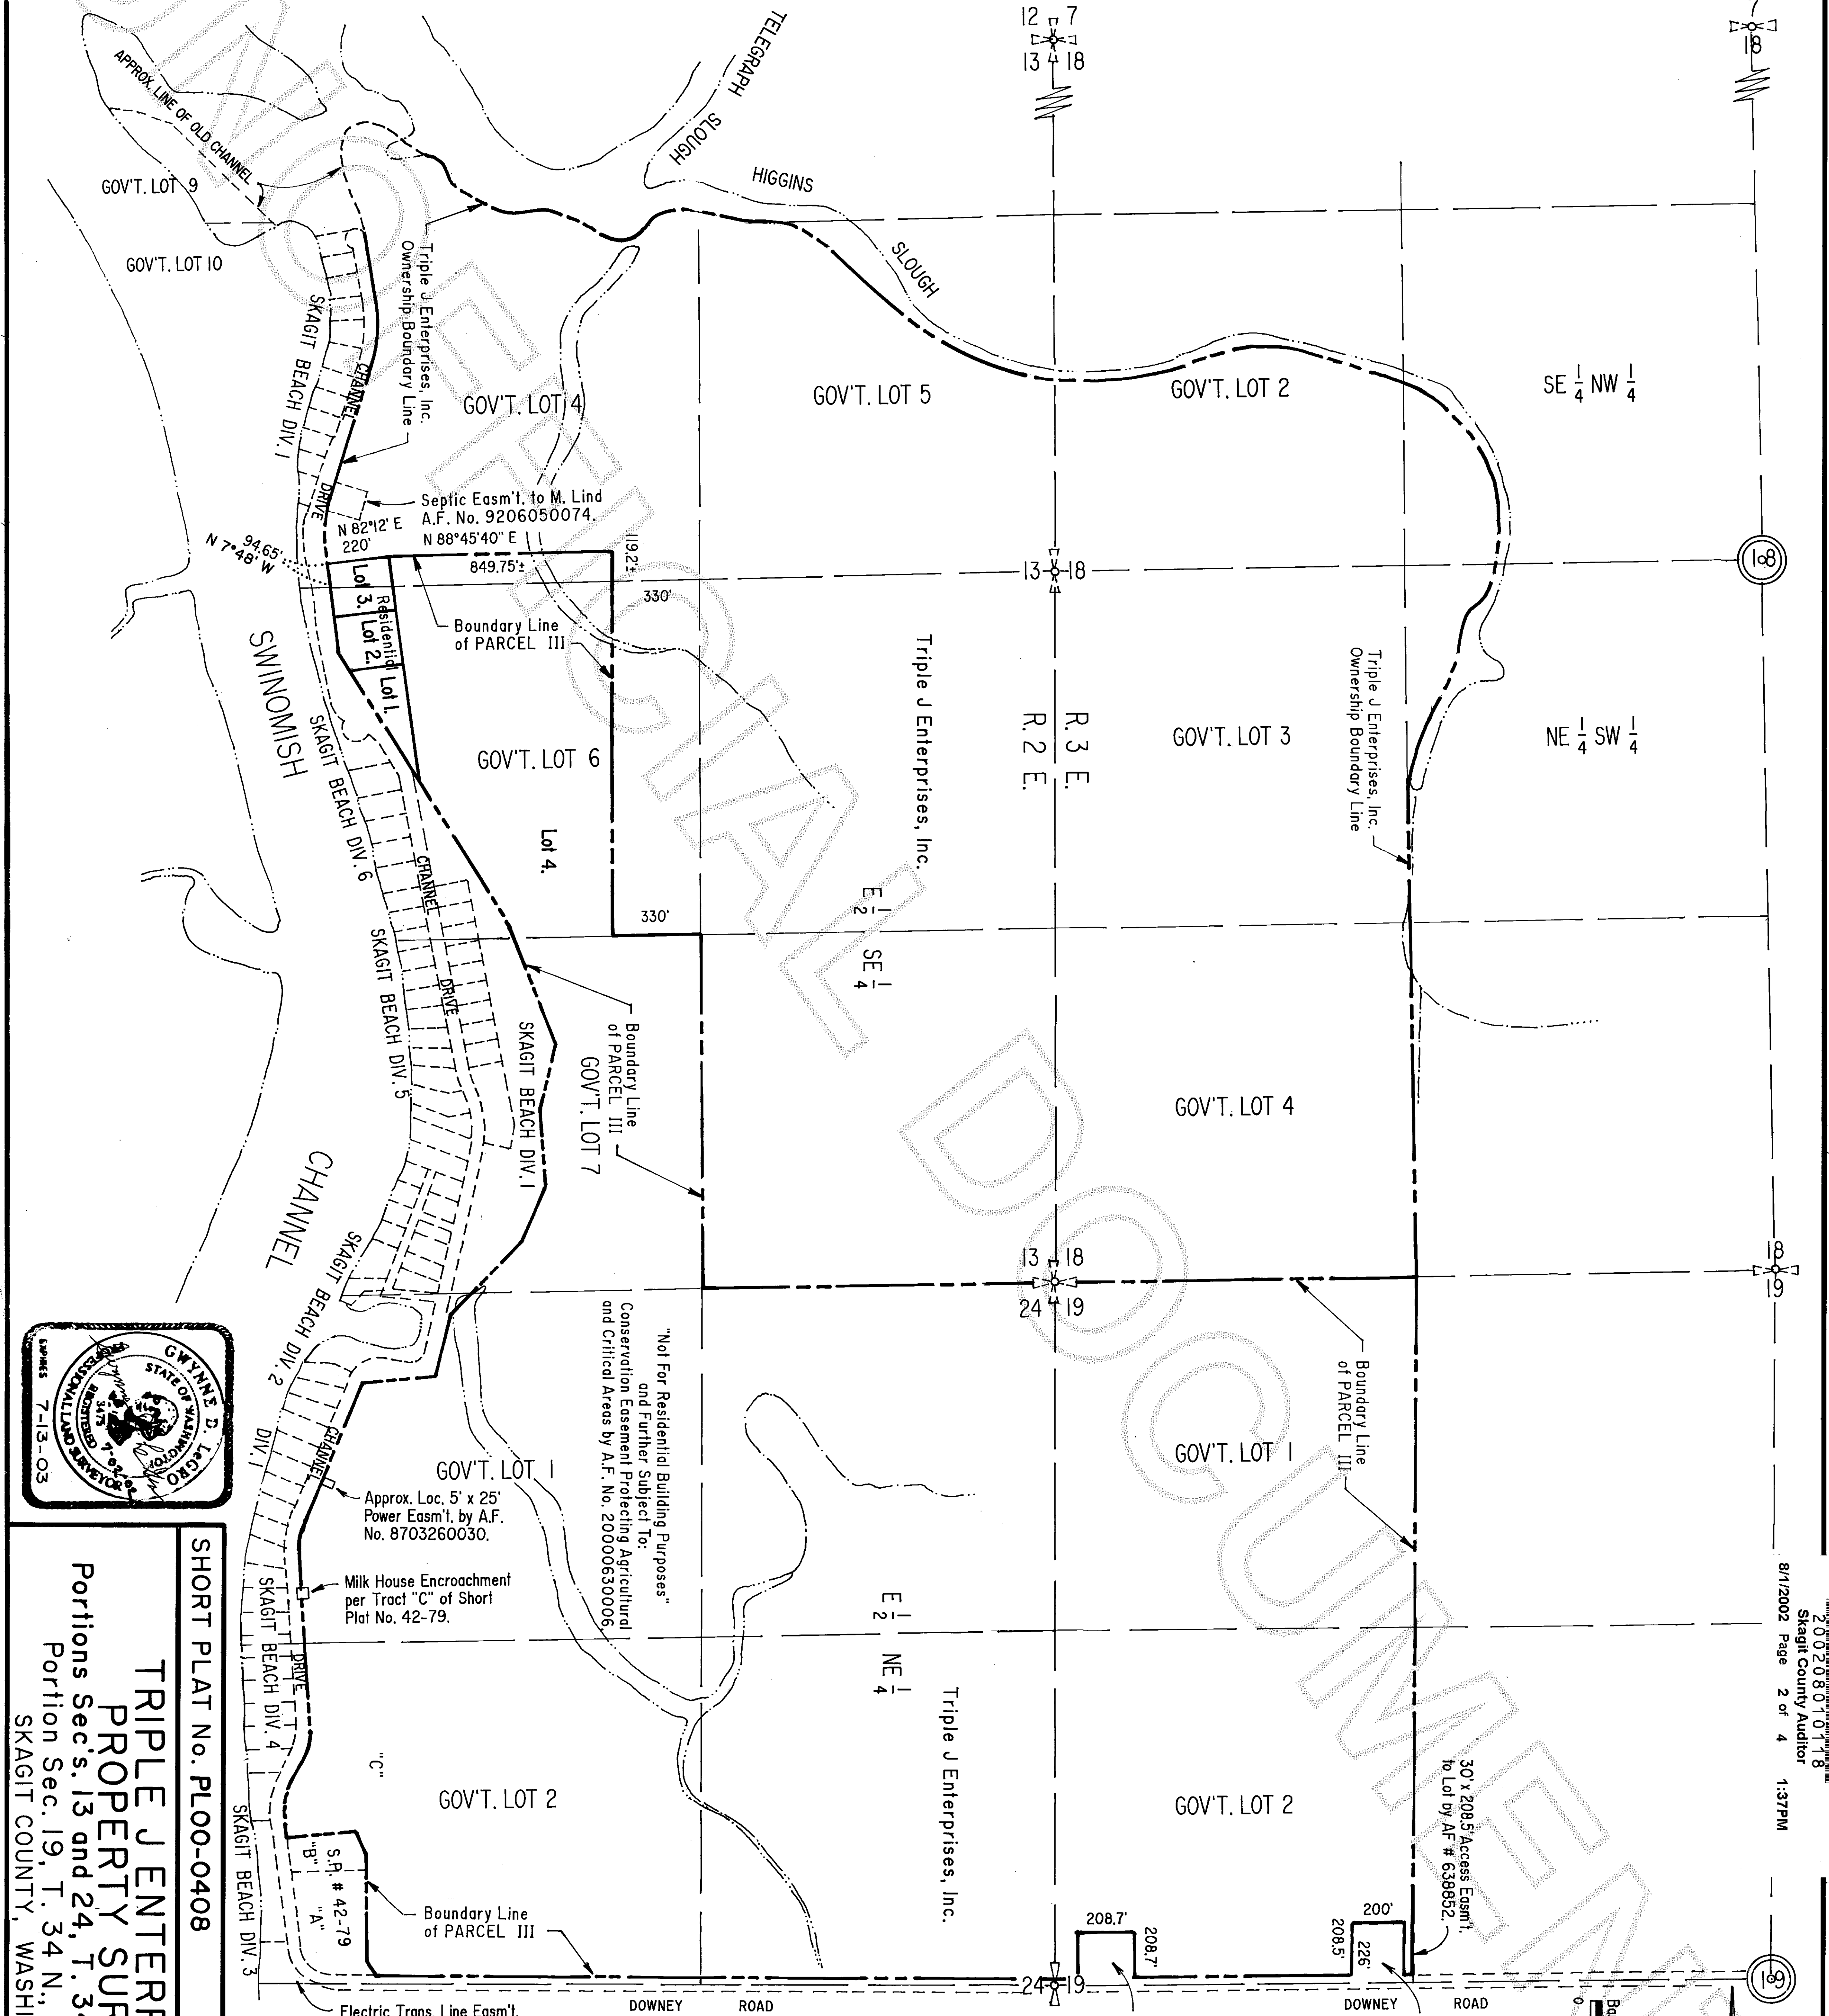 UNOFFICIAL DOCUMENT
TELEGRAPH
SLOUGH
12 7
13 18
7
18
APPROX. LINE OF OLD CHANNEL
GOV'T. LOT 9
GOV'T. LOT 10
HIGGINS
SLOUGH
Triple J Enterprises, Inc.
Ownership Boundary Line
SKAGIT BEACH DIV. 1
CHANNEL
DRIVE
GOV'T. LOT 4
GOV'T. LOT 5
GOV'T. LOT 2
SE 1/4 NW 1/4
Septic Easm't. to M. Lind
A.F. No. 9206050074.
N 82°12' E
220'
N 88°45'40" E
849.75'±
119.2'±
94.65'
N 7°48' W
330'
13 18
18
Lot 3.
Residential
Lot 2.
Lot 1.
Boundary Line
of PARCEL III
SWINOMISH
GOV'T. LOT 6
Lot 4.
330'
Triple J Enterprises, Inc.
R. 3 E.
R. 2 E.
GOV'T. LOT 3
NE 1/4 SW 1/4
Triple J Enterprises, Inc.
Ownership Boundary Line
SKAGIT BEACH DIV. 6
CHANNEL
DRIVE
SKAGIT BEACH DIV. 5
E 1/2 SE 1/4
SKAGIT BEACH DIV. 1
Boundary Line
of PARCEL III
GOV'T. LOT 7
GOV'T. LOT 4
CHANNEL
SKAGIT BEACH DIV. 2
13 18
24 19
18
19
"Not For Residential Building Purposes"
and Further Subject To:
Conservation Easement Protecting Agricultural
and Critical Areas by A.F. No. 20000630006.
Boundary Line
of PARCEL III
GOV'T. LOT 1
GOV'T. LOT 1
DIV. 1
CHANNEL
Approx. Loc. 5' x 25'
Power Easm't. by A.F.
No. 8703260030.
Milk House Encroachment
per Tract "C" of Short
Plat No. 42-79.
DRIVE
SKAGIT BEACH DIV. 4
E 1/2 NE 1/4
Triple J Enterprises, Inc.
"C"
GOV'T. LOT 2
GOV'T. LOT 2
30' x 208.5' Access Easm't.
to Lot by AF # 638852.
SKAGIT BEACH DIV. 3
"B"
S.P. # 42-79
"A"
Boundary Line
of PARCEL III
208.7'
208.7'
200'
208.5'
226'
24 19
19
Electric Trans. Line Easm't.
DOWNEY ROAD
DOWNEY ROAD
GWYNNE D. LeGRO
STATE OF WASHINGTON
REGISTERED
3475
PROFESSIONAL LAND SURVEYOR
EXPIRES 7-13-03
SHORT PLAT No. PL00-0408
TRIPLE J ENTERPR
PROPERTY SUR
Portions Sec's. 13 and 24, T. 34
Portion Sec. 19, T. 34 N.,
SKAGIT COUNTY, WASHI
200208010118
Skagit County Auditor
8/1/2002 Page 2 of 4 1:37PM